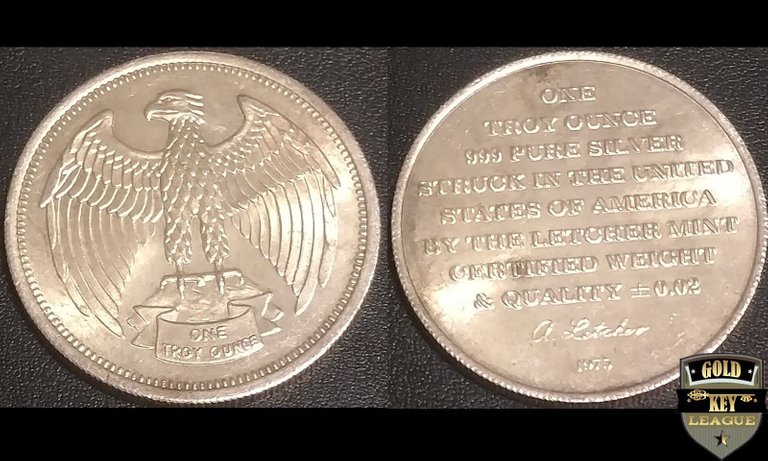 ONE
TROY OUNCE
ONE
TROY OUNCE
999 PURE SILVER
STRUCK IN THE UNITED
STATES OF AMERICA
BY THE LETCHER MINT
CERTIFIED WEIGHT
& QUALITY ±0.02
A. Letcher
1975
GOLD
KEY
LEAGUE